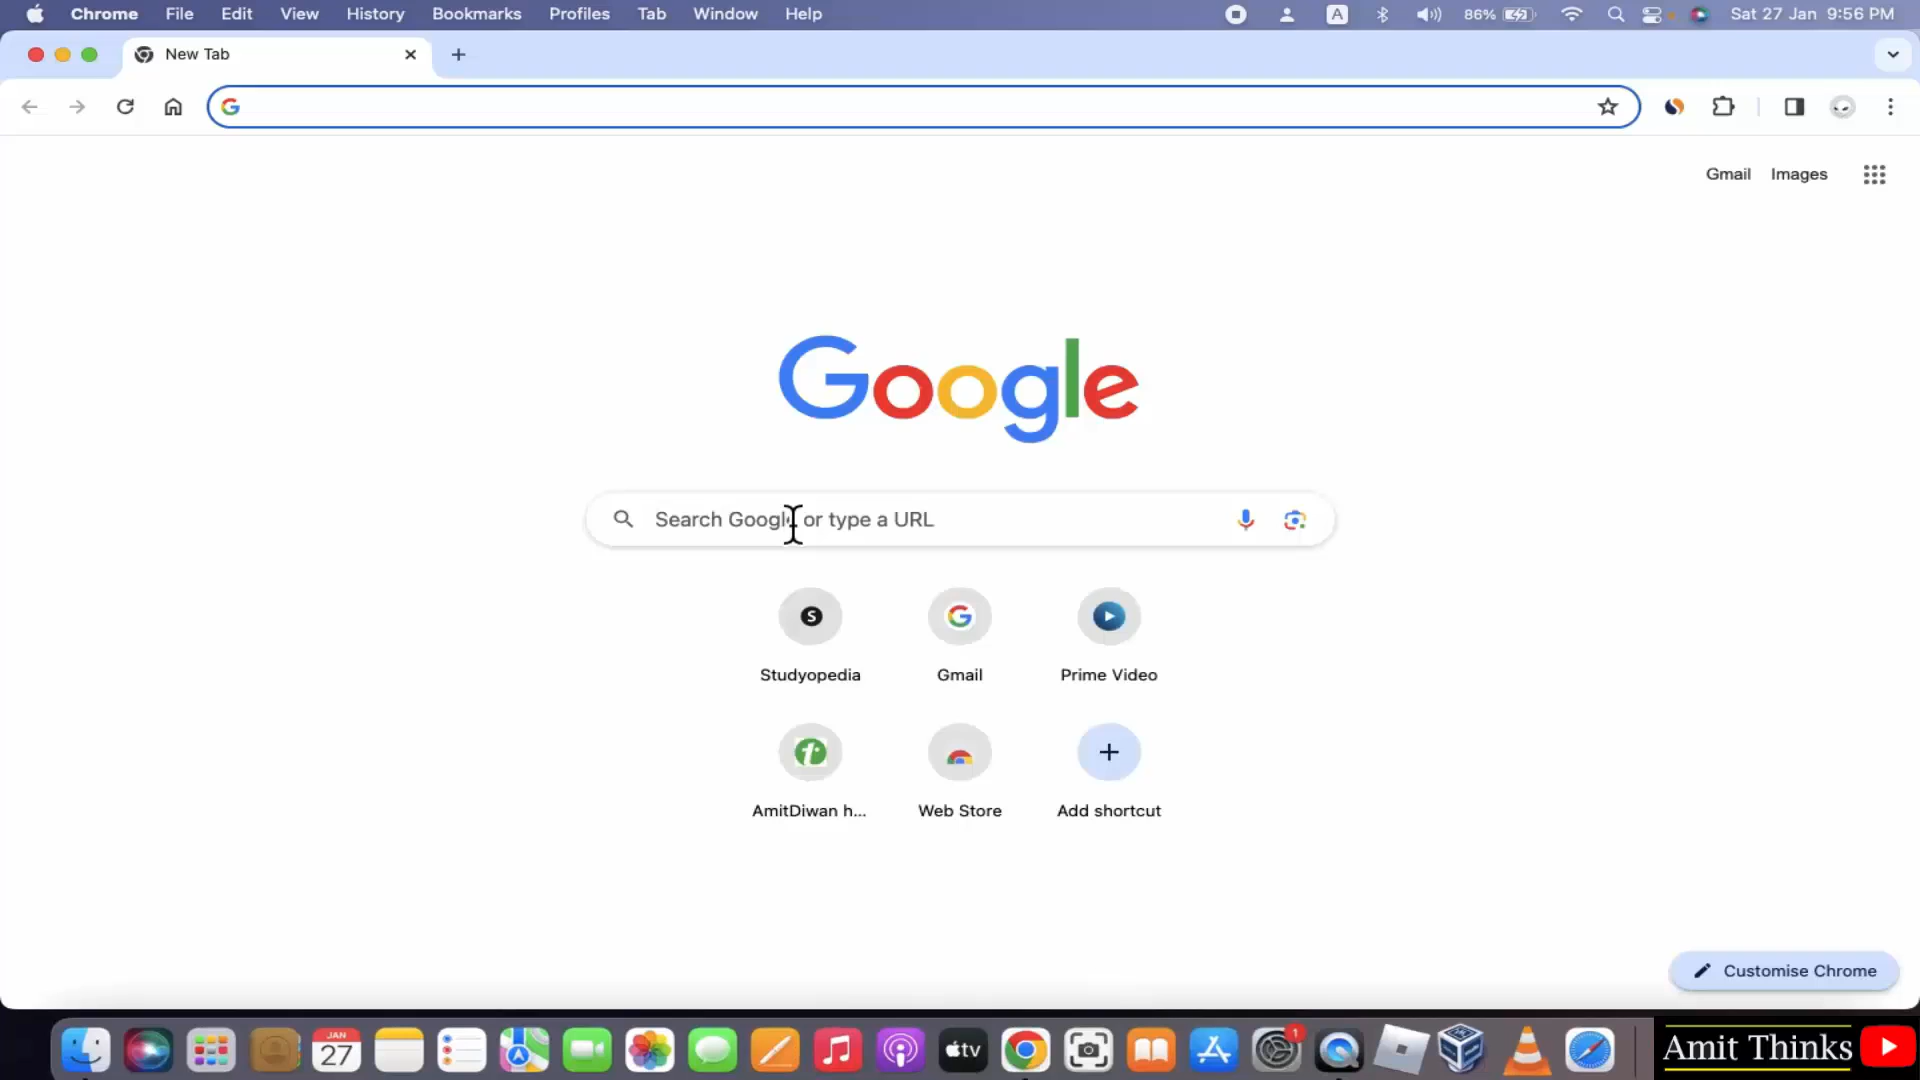 Chrome File Edit View History Bookmarks Profiles Tab Window Help A 86% Sat 27 Jan 9:56 PM
New Tab
Gmail Images
Google
Search Google or type a URL
S
Studyopedia Gmail Prime Video
AmitDiwan h... Web Store Add shortcut
Customise Chrome
JAN
27
tv
1
Amit Thinks